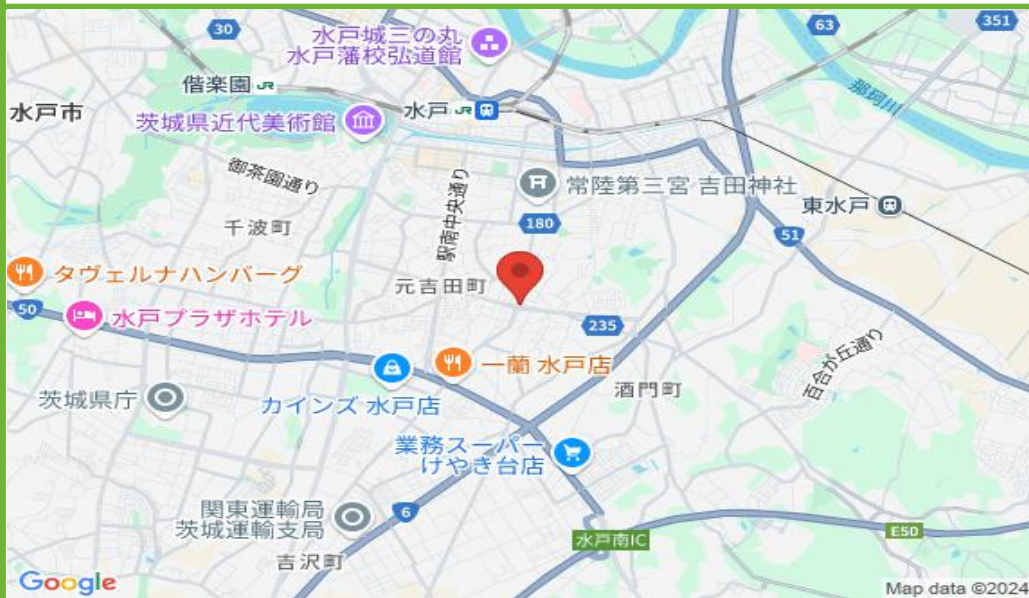 30
水戸城三の丸
水戸藩校弘道館
63
351
偕楽園 JR
水戸 JR
那珂川
水戸市
茨城県近代美術館
御茶園通り
駅南中央通り
常陸第三宮 吉田神社
東水戸
千波町
180
51
タヴェルナハンバーグ
元吉田町
50
水戸プラザホテル
235
一蘭 水戸店
百合が丘通り
茨城県庁
カインズ 水戸店
酒門町
業務スーパー
けやき台店
関東運輸局
茨城運輸支局
6
水戸南IC
E50
吉沢町
Google
Map data ©2024